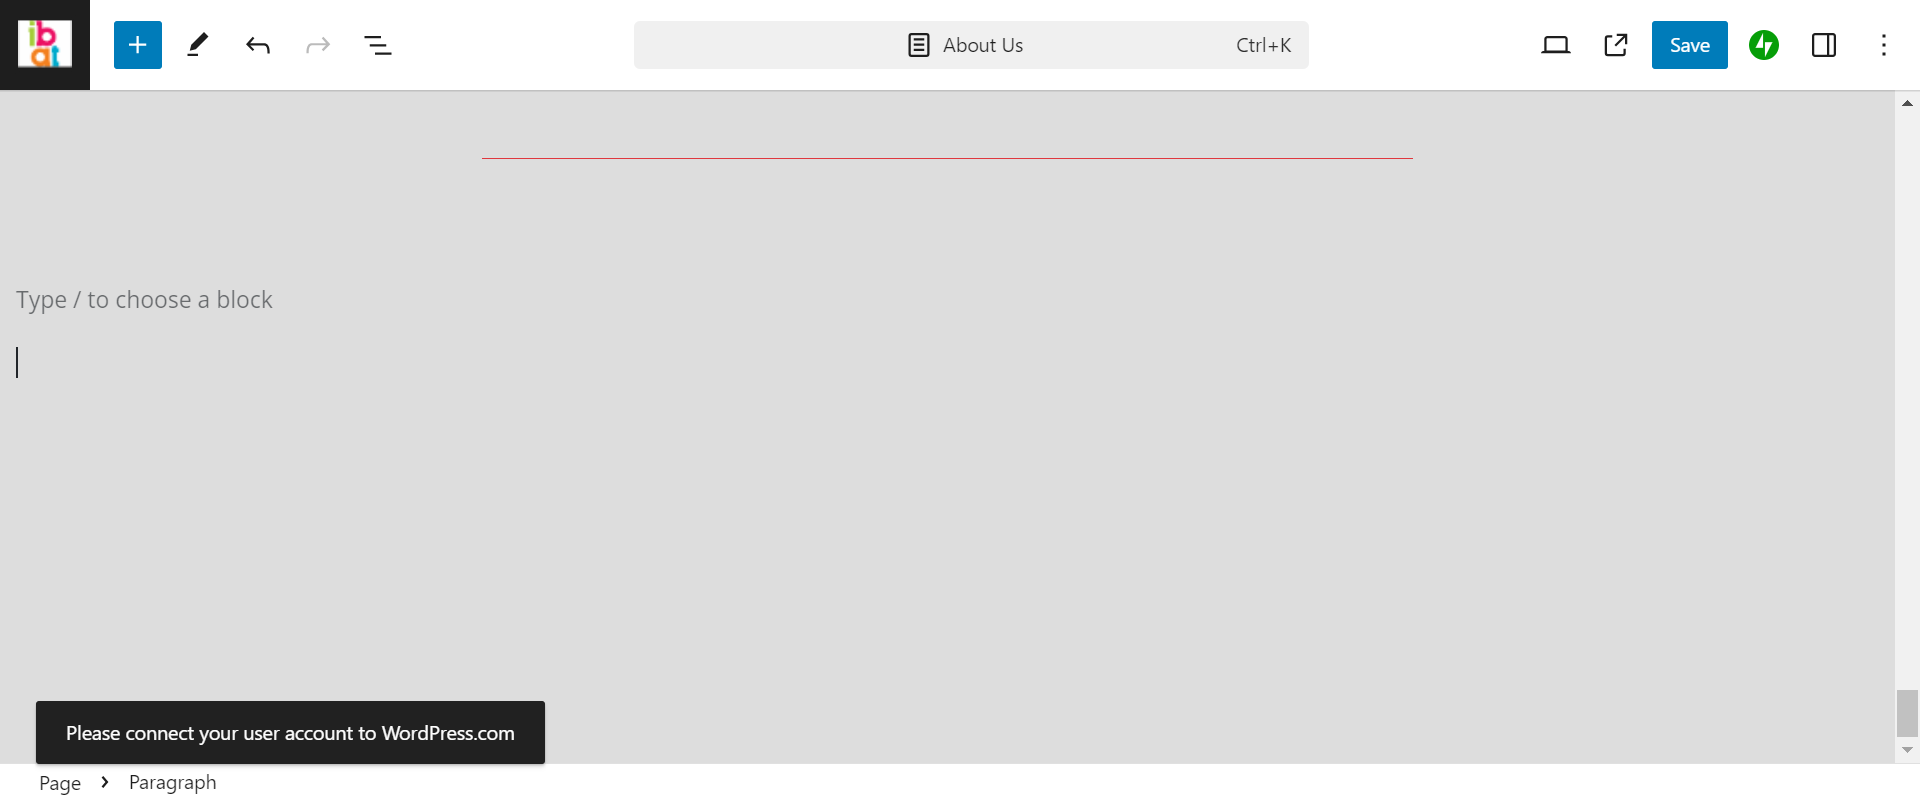 ib
at
About Us Ctrl+K
Save
Type / to choose a block
Please connect your user account to WordPress.com
Page > Paragraph